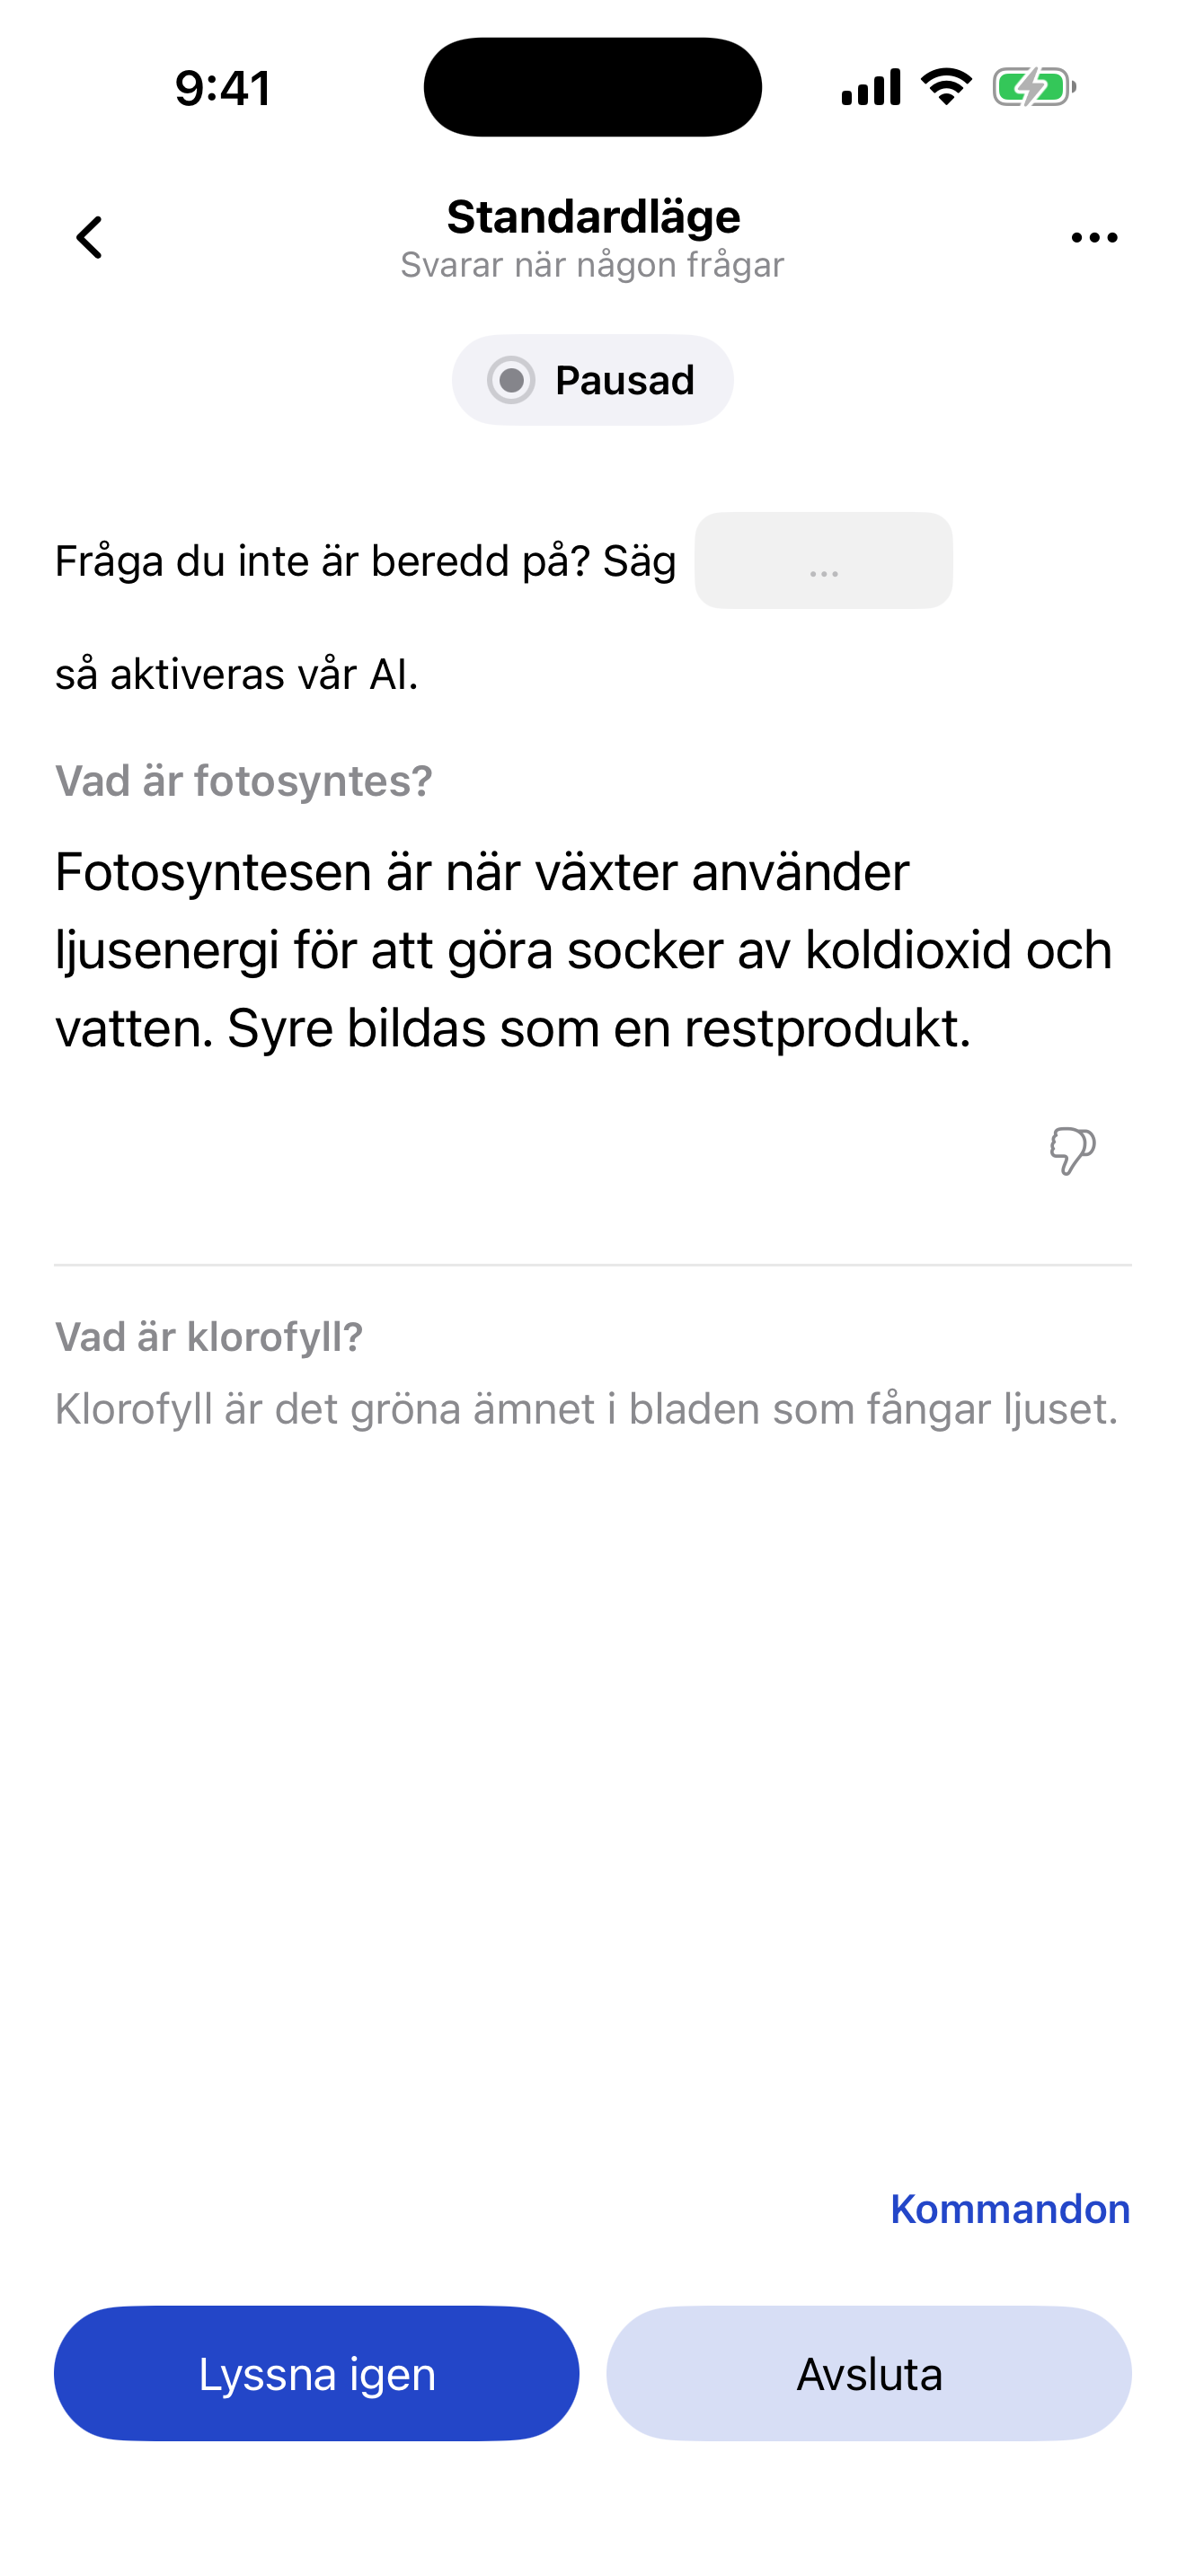 9:41
Standardläge
Svarar när någon frågar
Pausad
Fråga du inte är beredd på? Säg ...
så aktiveras vår AI.
Vad är fotosyntes?
Fotosyntesen är när växter använder
ljusenergi för att göra socker av koldioxid och
vatten. Syre bildas som en restprodukt.
Vad är klorofyll?
Klorofyll är det gröna ämnet i bladen som fångar ljuset.
Kommandon
Lyssna igen
Avsluta